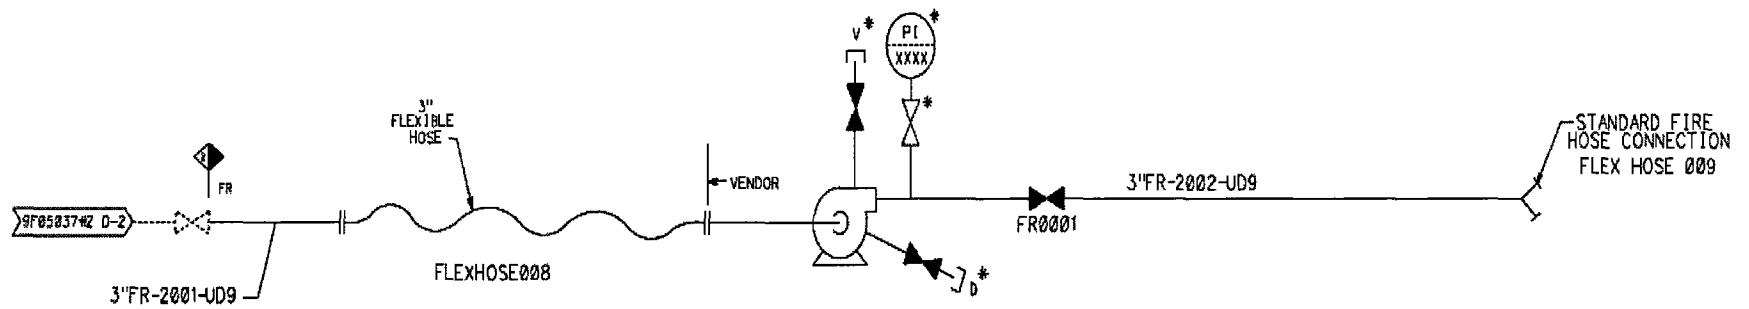 V*
*
PI
XXXX
*
3"
FLEXIBLE
HOSE
STANDARD FIRE
HOSE CONNECTION
FLEX HOSE 009
FR
VENDOR
3"FR-2002-UD9
9F05037#Z D-2
FR0001
FLEXHOSE008
D*
3"FR-2001-UD9